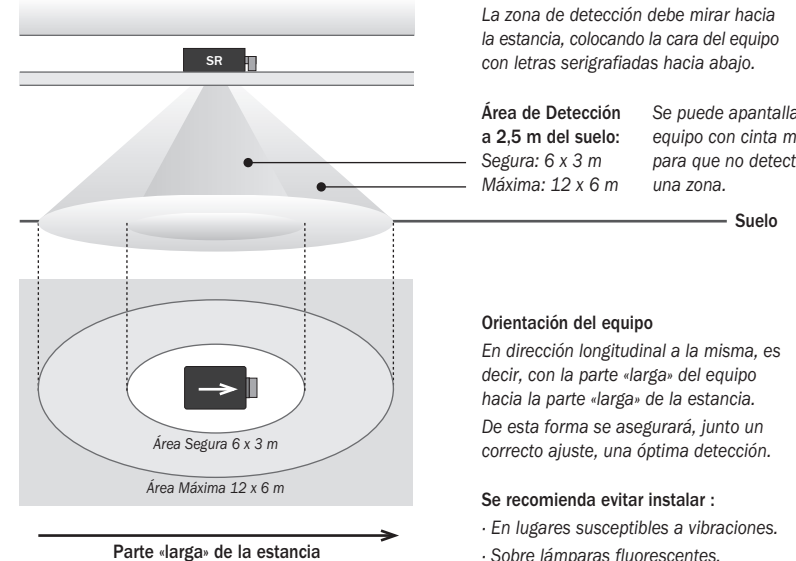 La zona de detección debe mirar hacia
la estancia, colocando la cara del equipo
con letras serigrafiadas hacia abajo.
SR
Área de Detección
a 2,5 m del suelo:
Segura: 6 x 3 m
Máxima: 12 x 6 m
Se puede
equipo con cinta
para que no
una zona.
Suelo
Orientación del equipo
En dirección longitudinal a la misma, es
decir, con la parte «larga» del equipo
hacia la parte «larga» de la estancia.
De esta forma se asegurará, junto un
correcto ajuste, una óptima detección.
Área Segura 6 x 3 m
Área Máxima 12 x 6 m
Parte «larga» de la estancia
Se recomienda evitar instalar :
· En lugares susceptibles a vibraciones.
· Sobre lámparas fluorescentes.